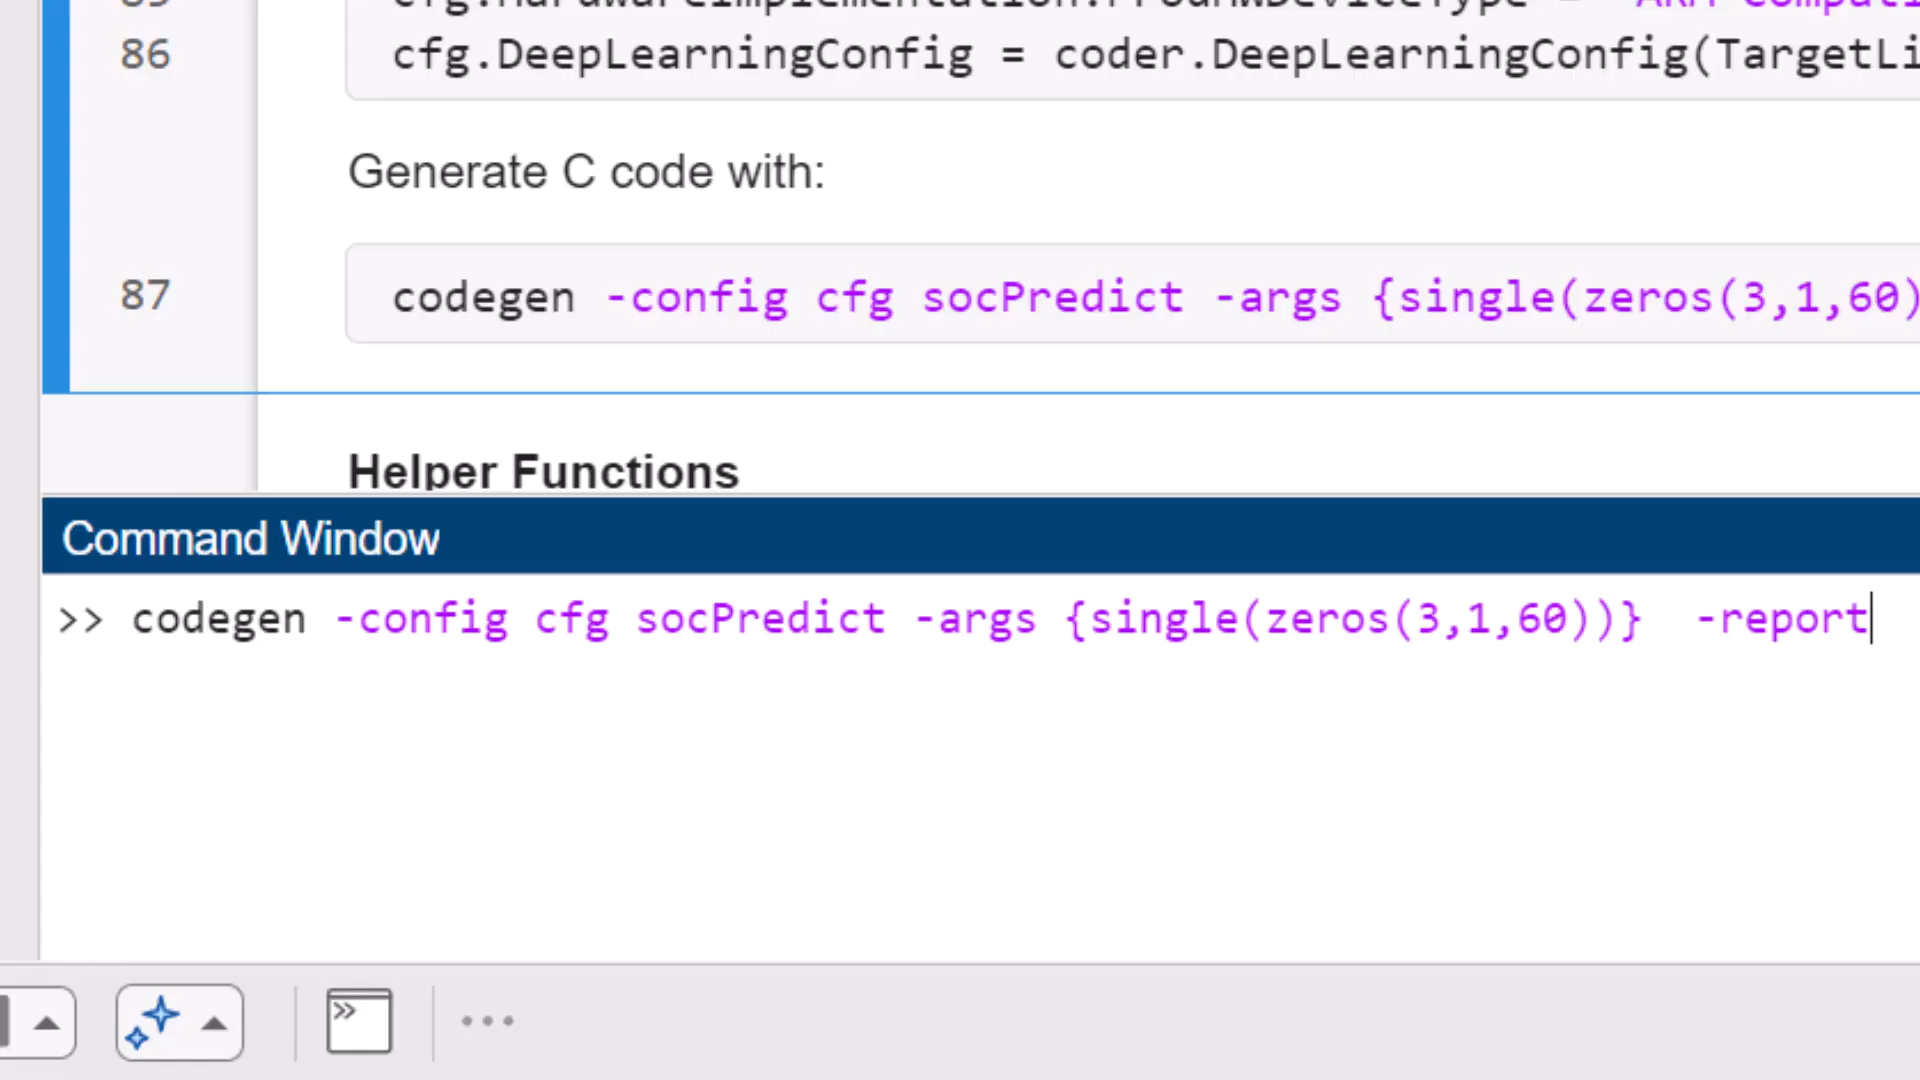 86
cfg.DeepLearningConfig = coder.DeepLearningConfig(TargetLi
Generate C code with:
87
codegen -config cfg socPredict -args {single(zeros(3,1,60)
Helper Functions
Command Window
>> codegen -config cfg socPredict -args {single(zeros(3,1,60))}  -report